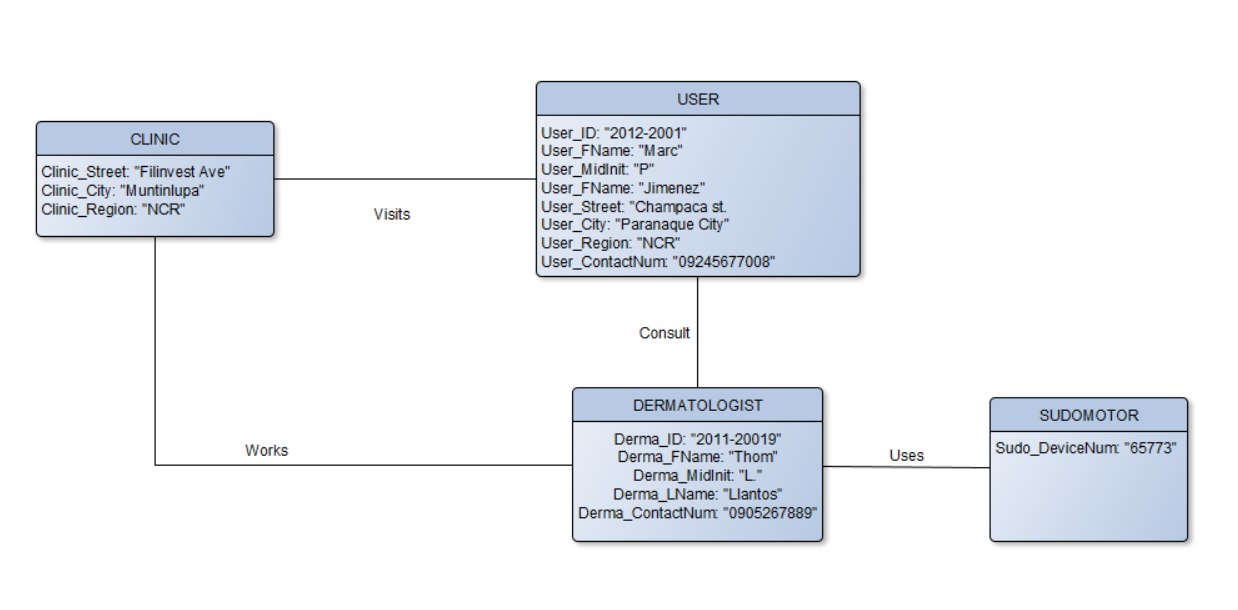 USER
User_ID: "2012-2001"
User_FName: "Marc"
User_MidInit: "P"
User_FName: "Jimenez"
User_Street: "Champaca st.
User_City: "Paranaque City"
User_Region: "NCR"
User_ContactNum: "09245677008"
CLINIC
Clinic_Street: "Filinvest Ave"
Clinic_City: "Muntinlupa"
Clinic_Region: "NCR"
Visits
Consult
DERMATOLOGIST
Derma_ID: "2011-20019"
Derma_FName: "Thom"
Derma_MidInit: "L."
Derma_LName: "Llantos"
Derma_ContactNum: "0905267889"
Works
Uses
SUDOMOTOR
Sudo_DeviceNum: "65773"